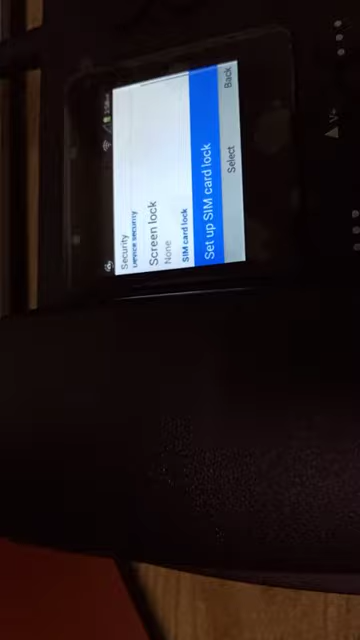 Security
Device security
Screen lock
None
SIM card lock
Set up SIM card lock
Select
Back
V+